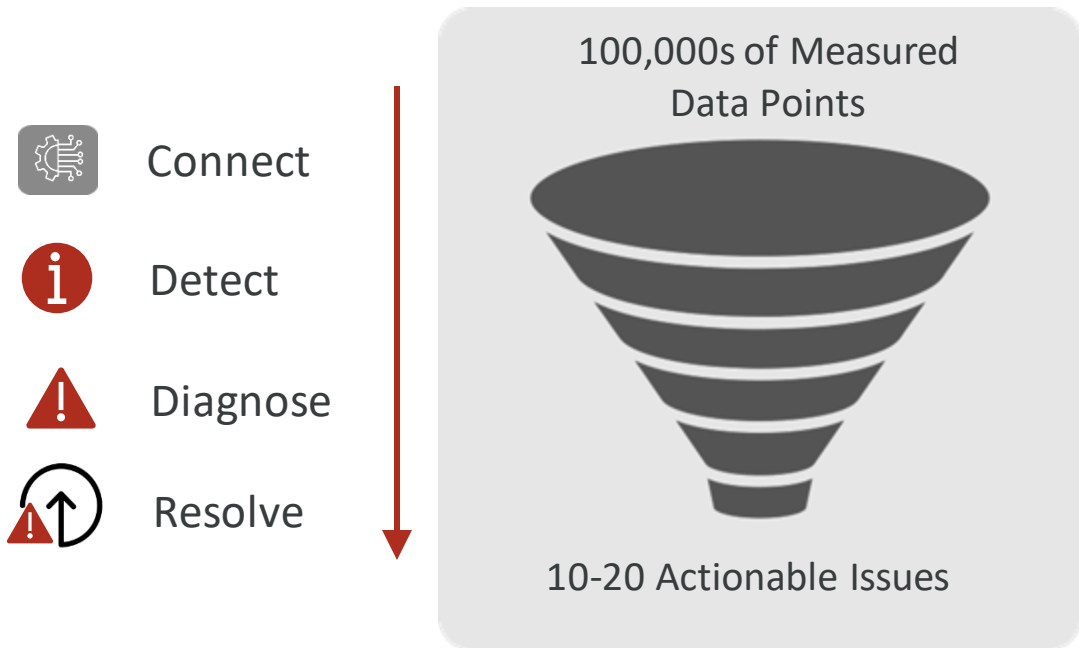 Connect
Detect
Diagnose
Resolve
100,000s of Measured
Data Points
10-20 Actionable Issues